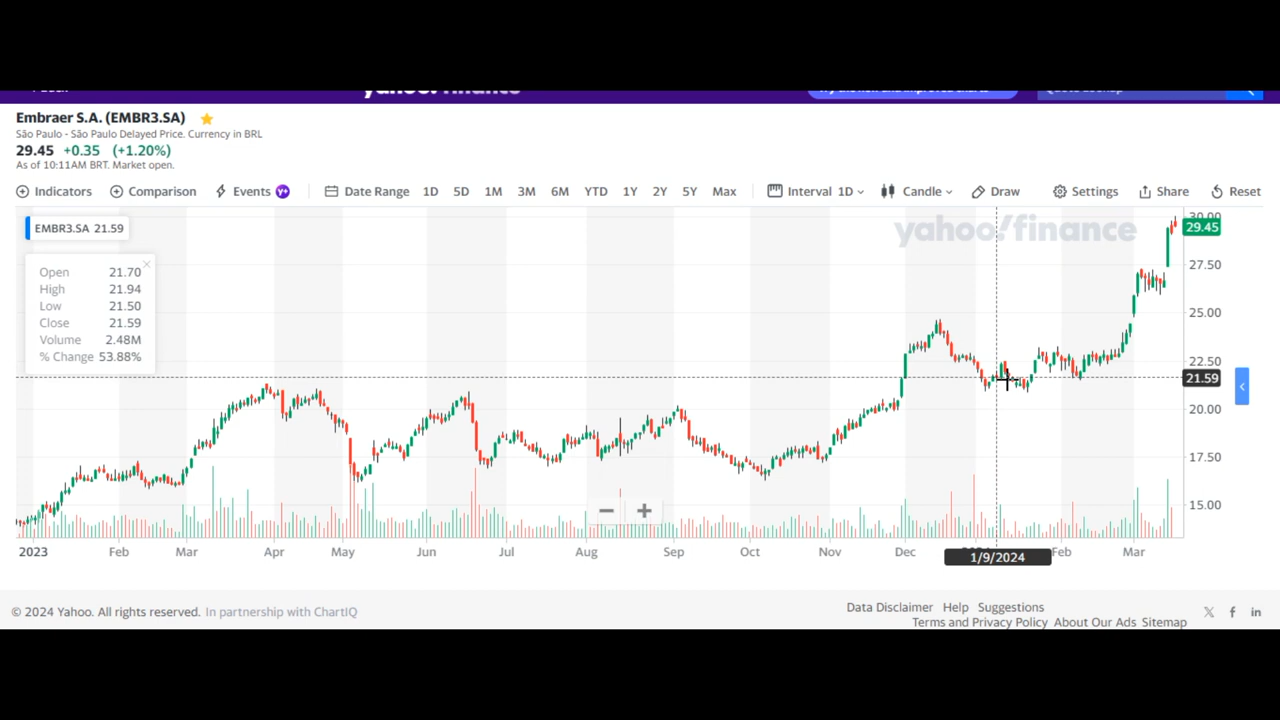 yahoo! finance
Embraer S.A. (EMBR3.SA)
São Paulo - São Paulo Delayed Price. Currency in BRL
29.45 +0.35 (+1.20%)
As of 10:11AM BRT. Market open.
Indicators Comparison Events Y+ Date Range 1D 5D 1M 3M 6M YTD 1Y 2Y 5Y Max Interval 1D Candle Draw Settings Share Reset
EMBR3.SA 21.59
yahoo!finance
30.00
29.45
Open 21.70
High 21.94
Low 21.50
Close 21.59
Volume 2.48M
% Change 53.88%
27.50
25.00
22.50
21.59
20.00
17.50
15.00
2023 Feb Mar Apr May Jun Jul Aug Sep Oct Nov Dec Feb Mar
1/9/2024
© 2024 Yahoo. All rights reserved. In partnership with ChartIQ
Data Disclaimer Help Suggestions
Terms and Privacy Policy About Our Ads Sitemap